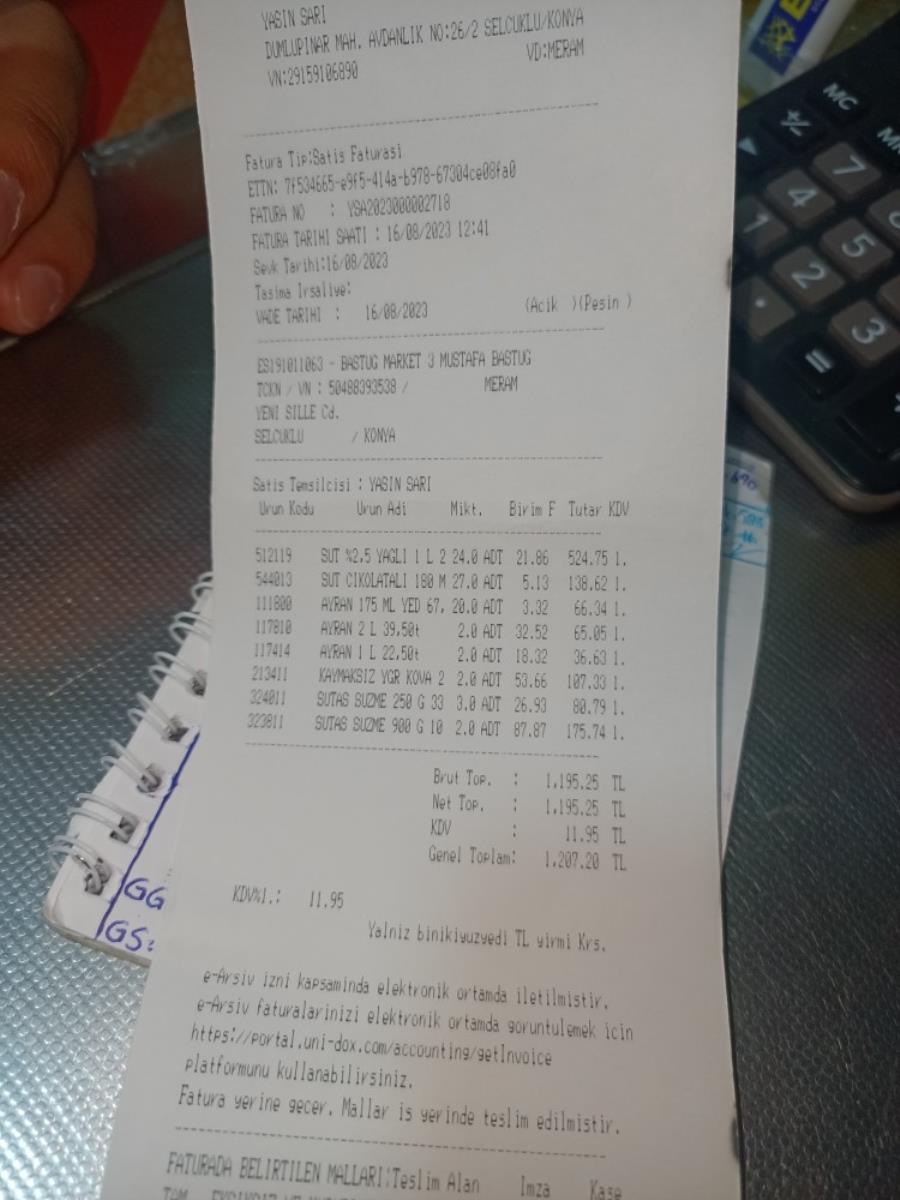 YASIN SARI
DUMLUPINAR MAH. AVDANLIK NO:26/2 SELCUKLU/KONYA
VN:29159106890 VD:MERAM
Fatura Tip:Satis Faturasi
ETTN: 7f534665-e9f5-414a-b978-67304ce08fa0
FATURA NO : YSA2023000002718
FATURA TARIHI SAATI : 16/08/2023 12:41
Sevk Tarihi:16/08/2023
Tasima Irsaliye:
VADE TARIHI : 16/08/2023 (Acik )(Pesin )
ES191011063 - BASTUG MARKET 3 MUSTAFA BASTUG
TCKN / VN : 50488393538 / MERAM
YENI SILLE Cd.
SELCUKLU / KONYA
Satis Temsilcisi : YASIN SARI
Urun Kodu Urun Adi Mikt. Birim F Tutar KDV
512119 SUT %2,5 YAGLI 1 L 2 24.0 ADT 21.86 524.75 1.
544013 SUT CIKOLATALI 180 M 27.0 ADT 5.13 138.62 1.
111800 AYRAN 175 ML YED 67, 20.0 ADT 3.32 66.34 1.
117810 AYRAN 2 L 39,50t 2.0 ADT 32.52 65.05 1.
117414 AYRAN 1 L 22,50t 2.0 ADT 18.32 36.63 1.
213411 KAYMAKSIZ YGR KOVA 2 2.0 ADT 53.66 107.33 1.
324011 SUTAS SUZME 250 G 33 3.0 ADT 26.93 80.79 1.
323811 SUTAS SUZME 900 G 10 2.0 ADT 87.87 175.74 1.
Brut Top. : 1,195.25 TL
Net Top. : 1,195.25 TL
KDV : 11.95 TL
Genel Toplam: 1,207.20 TL
KDV%1.: 11.95
Yalniz binikiyuzyedi TL yirmi Krs.
e-Arsiv izni kapsaminda elektronik ortamda iletilmistir.
e-Arsiv faturalarinizi elektronik ortamda goruntulemek icin
https://portal.uni-dox.com/accounting/getInvoice
platformunu kullanabilirsiniz.
Fatura yerine gecer. Mallar is yerinde teslim edilmistir.
FATURADA BELIRTILEN MALLARI:Teslim Alan Imza Kase
MC
+/-
7
4
1
5
2
3
.
=
GG
GS: